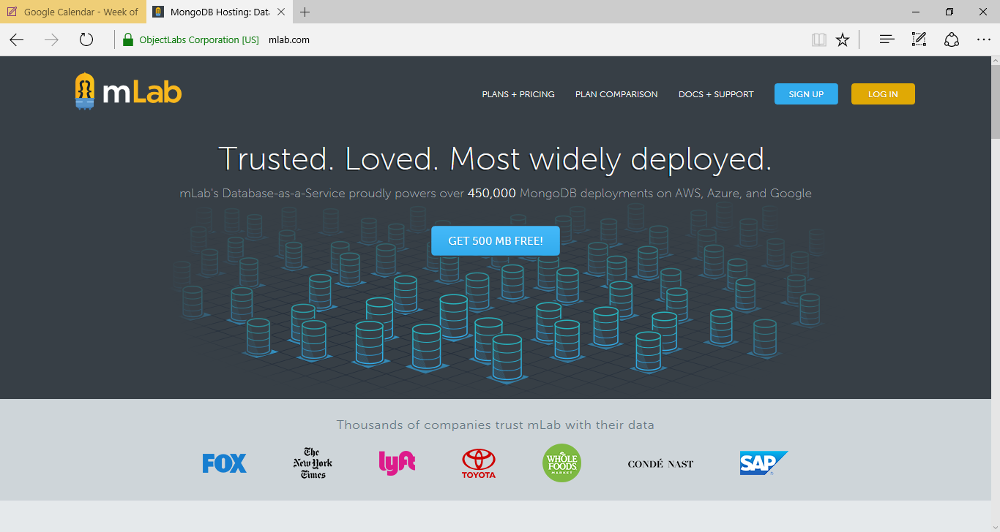 Google Calendar - Week of
MongoDB Hosting: Dat
ObjectLabs Corporation [US] mlab.com
mLab
PLANS + PRICING
PLAN COMPARISON
DOCS + SUPPORT
SIGN UP
LOG IN
Trusted. Loved. Most widely deployed.
mLab's Database-as-a-Service proudly powers over 450,000 MongoDB deployments on AWS, Azure, and Google
GET 500 MB FREE!
Thousands of companies trust mLab with their data
FOX
The
New York
Times
lyft
TOYOTA
WHOLE
FOODS
MARKET
CONDÉ NAST
SAP